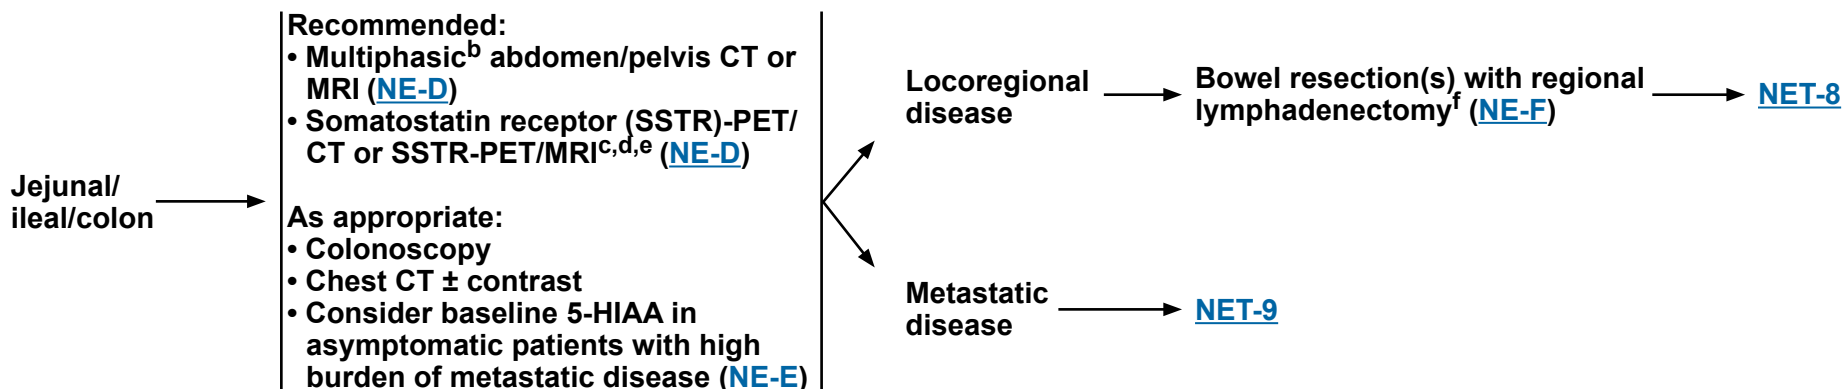 Jejunal/
ileal/colon
Recommended:
• Multiphasicᵇ abdomen/pelvis CT or
MRI (NE-D)
• Somatostatin receptor (SSTR)-PET/
CT or SSTR-PET/MRIᶜ,ᵈ,ᵉ (NE-D)
As appropriate:
• Colonoscopy
• Chest CT ± contrast
• Consider baseline 5-HIAA in
asymptomatic patients with high
burden of metastatic disease (NE-E)
Locoregional
disease
Bowel resection(s) with regional
lymphadenectomyᶠ (NE-F)
NET-8
Metastatic
disease
NET-9